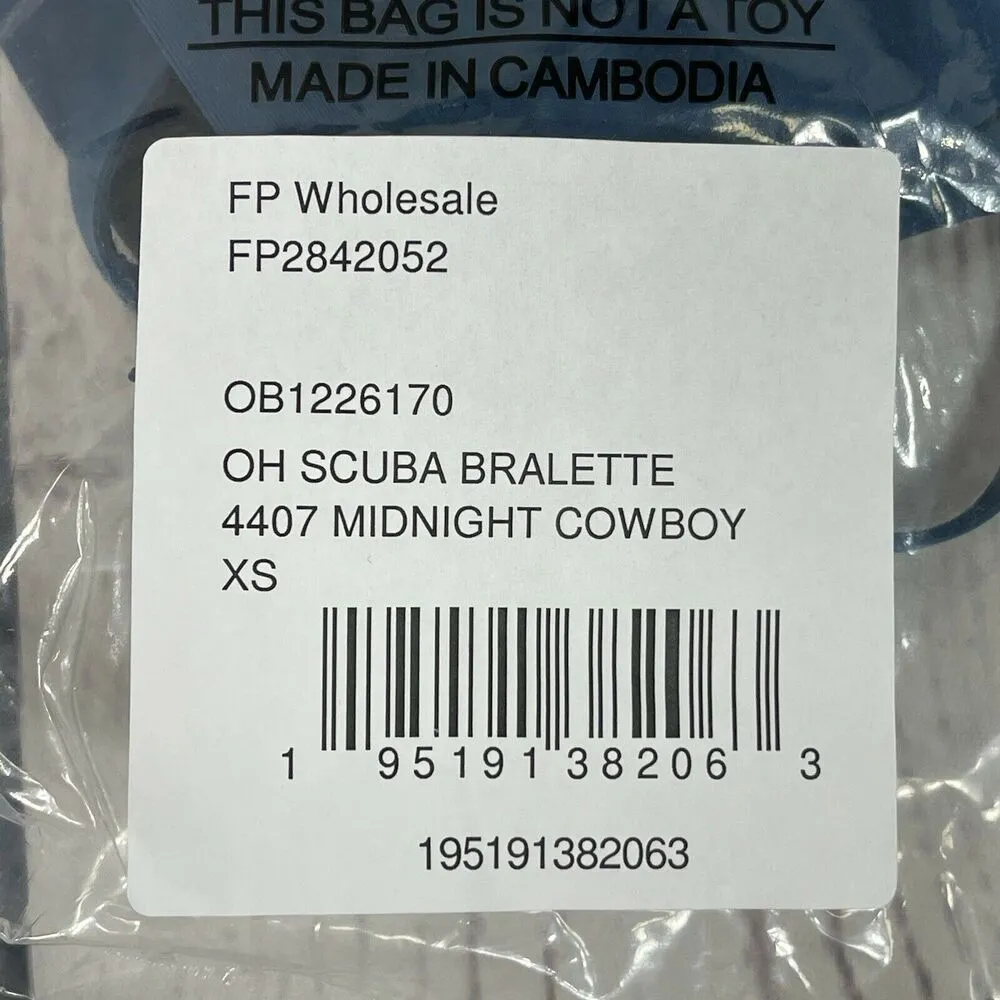 THIS BAG IS NOT A TOY
MADE IN CAMBODIA
FP Wholesale
FP2842052
OB1226170
OH SCUBA BRALETTE
4407 MIDNIGHT COWBOY
XS
1 95191 38206 3
195191382063